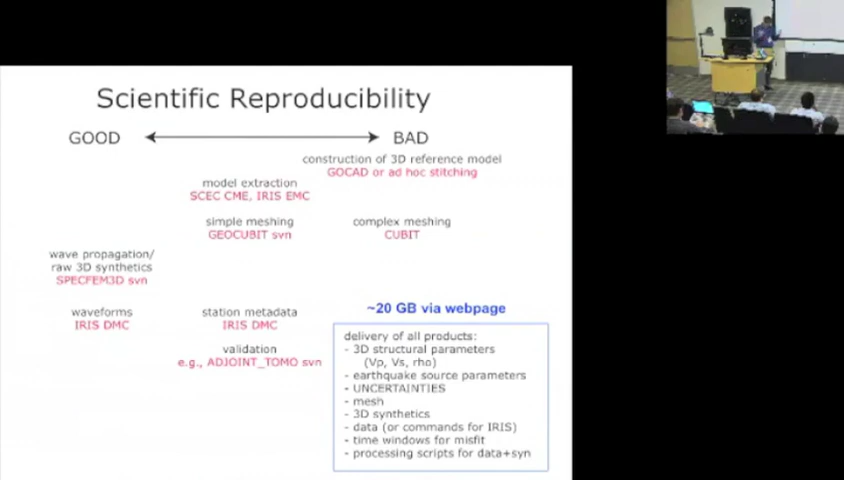 Scientific Reproducibility
GOOD
BAD
construction of 3D reference model
GOCAD or ad hoc stitching
model extraction
SCEC CME, IRIS EMC
simple meshing
GEOCUBIT svn
complex meshing
CUBIT
wave propagation/
raw 3D synthetics
SPECFEM3D svn
waveforms
IRIS DMC
station metadata
IRIS DMC
validation
e.g., ADJOINT_TOMO svn
~20 GB via webpage
delivery of all products:
- 3D structural parameters
(Vp, Vs, rho)
- earthquake source parameters
- UNCERTAINTIES
- mesh
- 3D synthetics
- data (or commands for IRIS)
- time windows for misfit
- processing scripts for data+syn